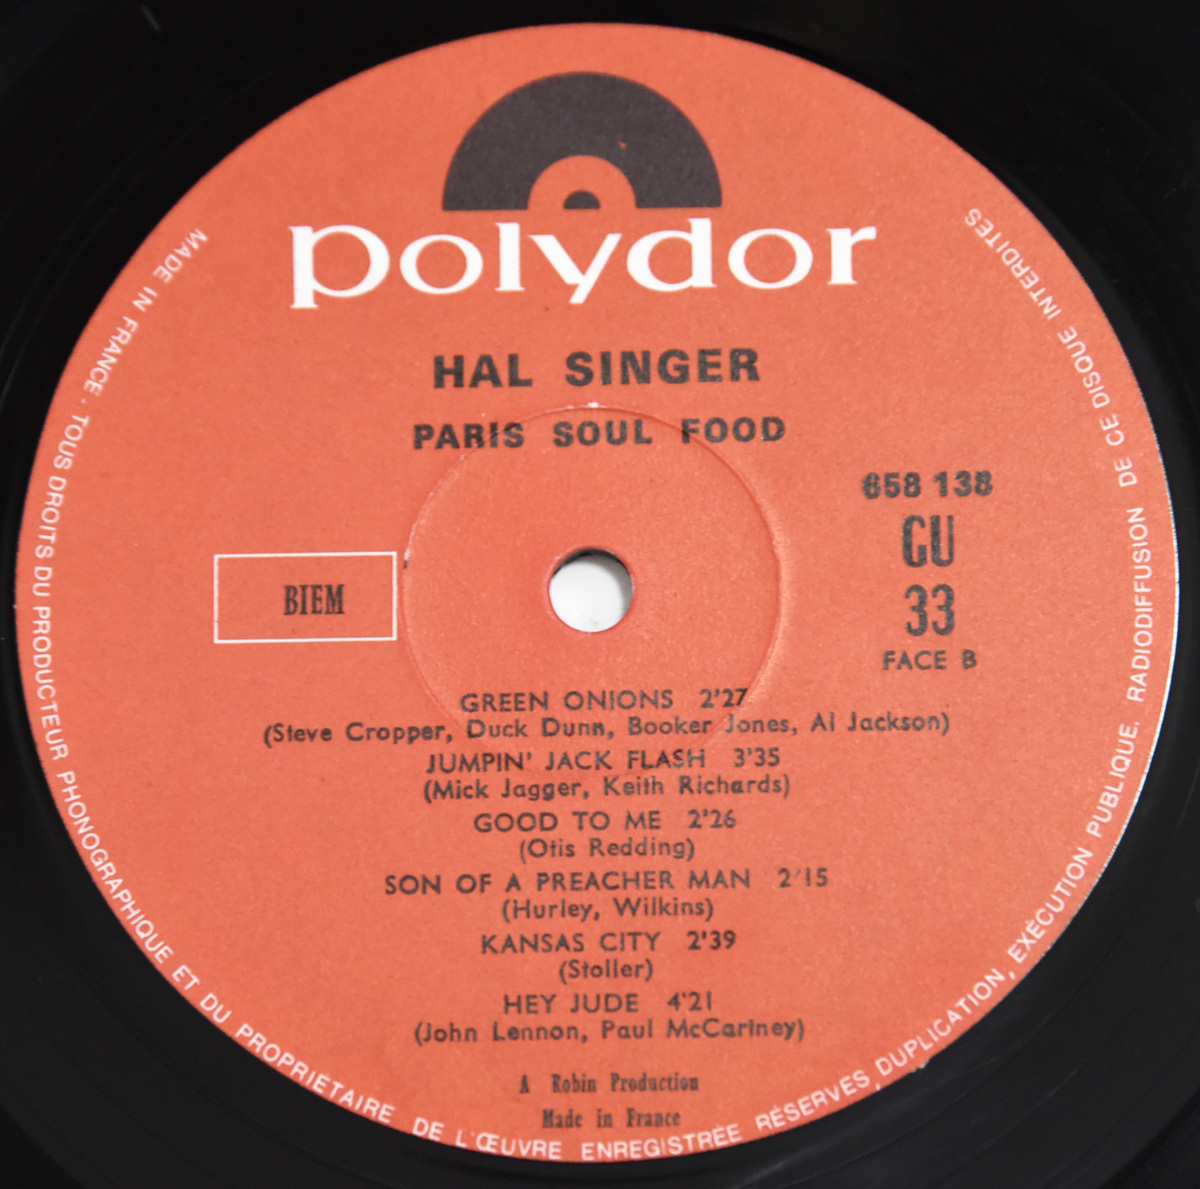 polydor
HAL SINGER
PARIS SOUL FOOD
658 138
GU
33
FACE B
BIEM
GREEN ONIONS 2'27
(Steve Cropper, Duck Dunn, Booker Jones, Al Jackson)
JUMPIN' JACK FLASH 3'35
(Mick Jagger, Keith Richards)
GOOD TO ME 2'26
(Otis Redding)
SON OF A PREACHER MAN 2'15
(Hurley, Wilkins)
KANSAS CITY 2'39
(Stoller)
HEY JUDE 4'21
(John Lennon, Paul McCartney)
A Robin Production
Made in France
MADE IN FRANCE · TOUS DROITS DU PRODUCTEUR PHONOGRAPHIQUE ET DU PROPRIÉTAIRE DE L'ŒUVRE ENREGISTRÉE RÉSERVES, DUPLICATION, EXÉCUTION PUBLIQUE, RADIODIFFUSION DE CE DISQUE INTERDITES